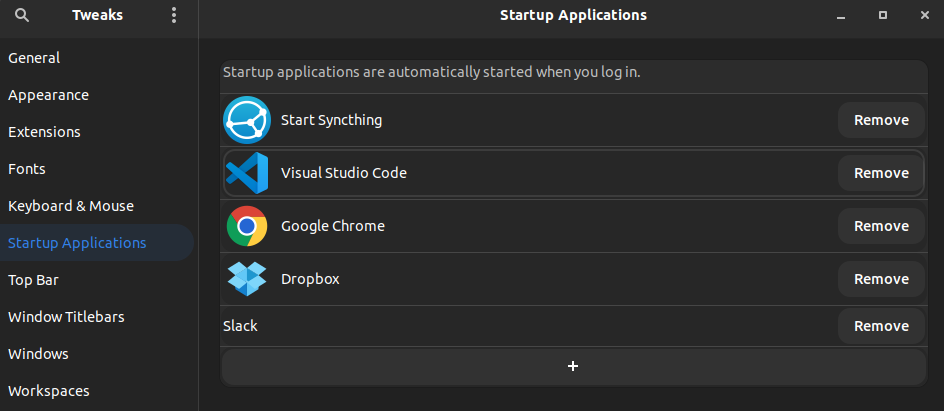 Tweaks
Startup Applications
General
Appearance
Extensions
Fonts
Keyboard & Mouse
Startup Applications
Top Bar
Window Titlebars
Windows
Workspaces
Startup applications are automatically started when you log in.
Start Syncthing Remove
Visual Studio Code Remove
Google Chrome Remove
Dropbox Remove
Slack Remove
+